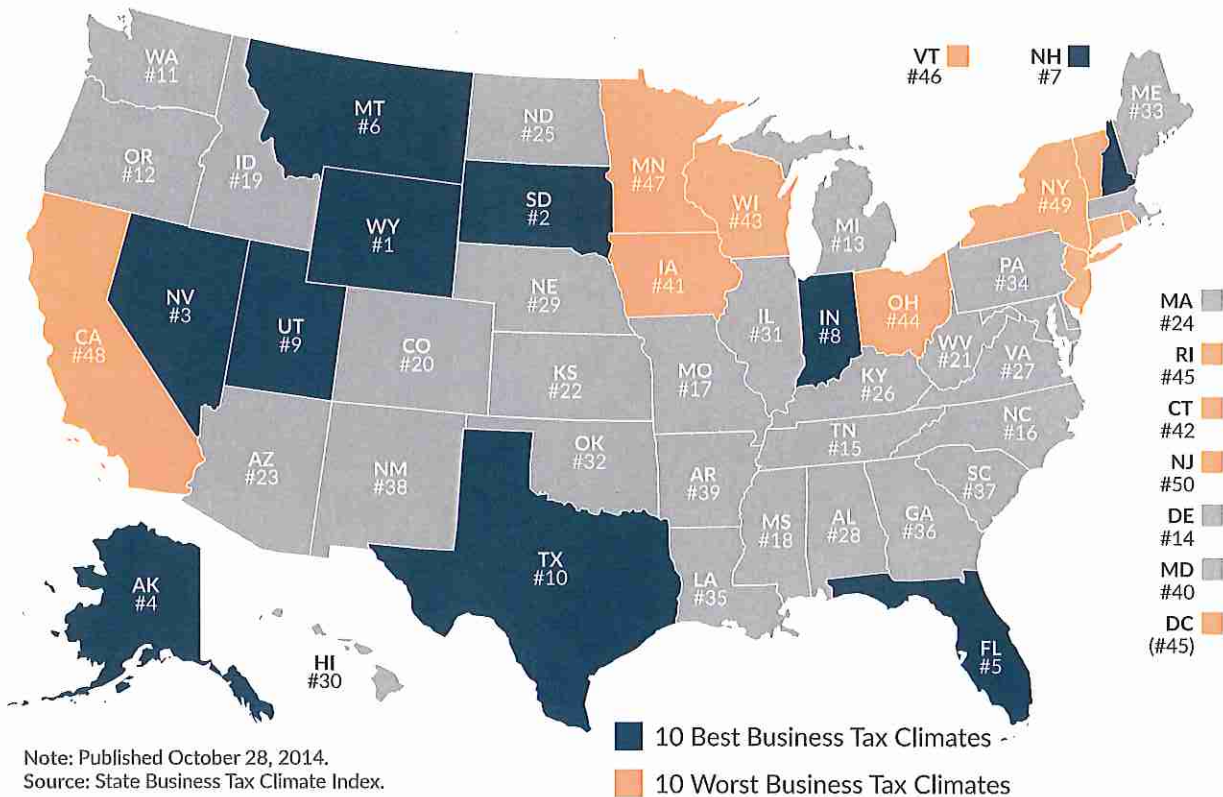 WA
#11
MT
#6
ND
#25
MN
#47
VT
#46
NH
#7
ME
#33
OR
#12
ID
#19
WY
#1
SD
#2
WI
#43
MI
#13
NY
#49
CA
#48
NV
#3
UT
#9
CO
#20
NE
#29
IA
#41
IL
#31
IN
#8
OH
#44
PA
#34
WV
#21
VA
#27
KS
#22
MO
#17
KY
#26
NC
#16
TN
#15
AZ
#23
NM
#38
OK
#32
AR
#39
SC
#37
MS
#18
AL
#28
GA
#36
TX
#10
LA
#35
FL
#5
AK
#4
HI
#30
MA
#24
RI
#45
CT
#42
NJ
#50
DE
#14
MD
#40
DC
(#45)
10 Best Business Tax Climates
10 Worst Business Tax Climates
Note: Published October 28, 2014.
Source: State Business Tax Climate Index.